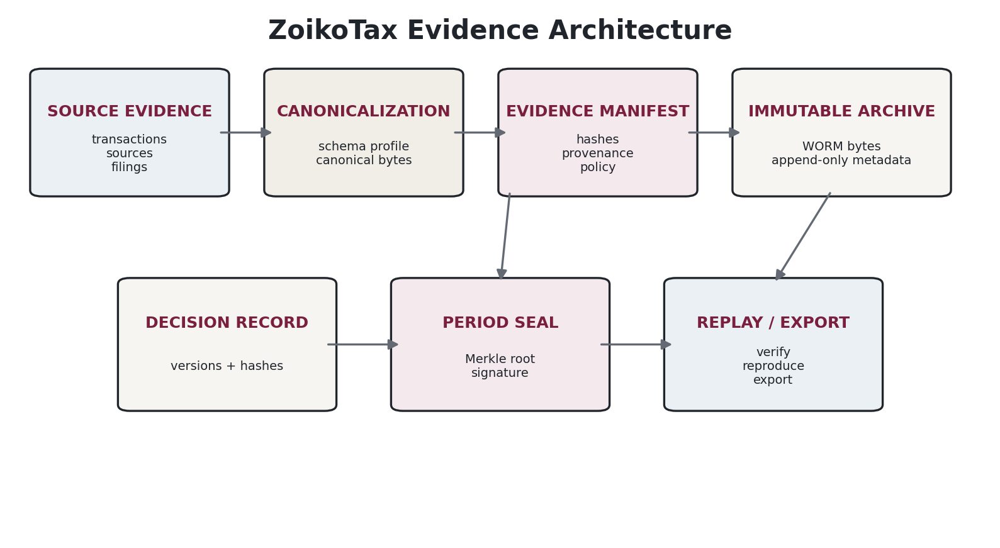 ZoikoTax Evidence Architecture
SOURCE EVIDENCE
transactions
sources
filings
CANONICALIZATION
schema profile
canonical bytes
EVIDENCE MANIFEST
hashes
provenance
policy
IMMUTABLE ARCHIVE
WORM bytes
append-only metadata
DECISION RECORD
versions + hashes
PERIOD SEAL
Merkle root
signature
REPLAY / EXPORT
verify
reproduce
export